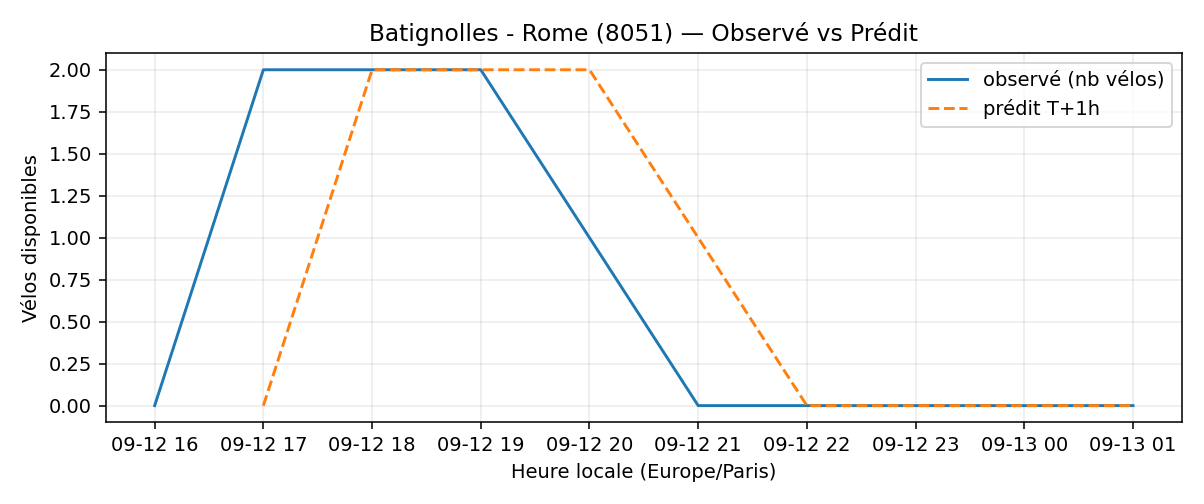 Batignolles - Rome (8051) — Observé vs Prédit
observé (nb vélos)
prédit T+1h
Vélos disponibles
2.00
1.75
1.50
1.25
1.00
0.75
0.50
0.25
0.00
09-12 16 09-12 17 09-12 18 09-12 19 09-12 20 09-12 21 09-12 22 09-12 23 09-13 00 09-13 01
Heure locale (Europe/Paris)